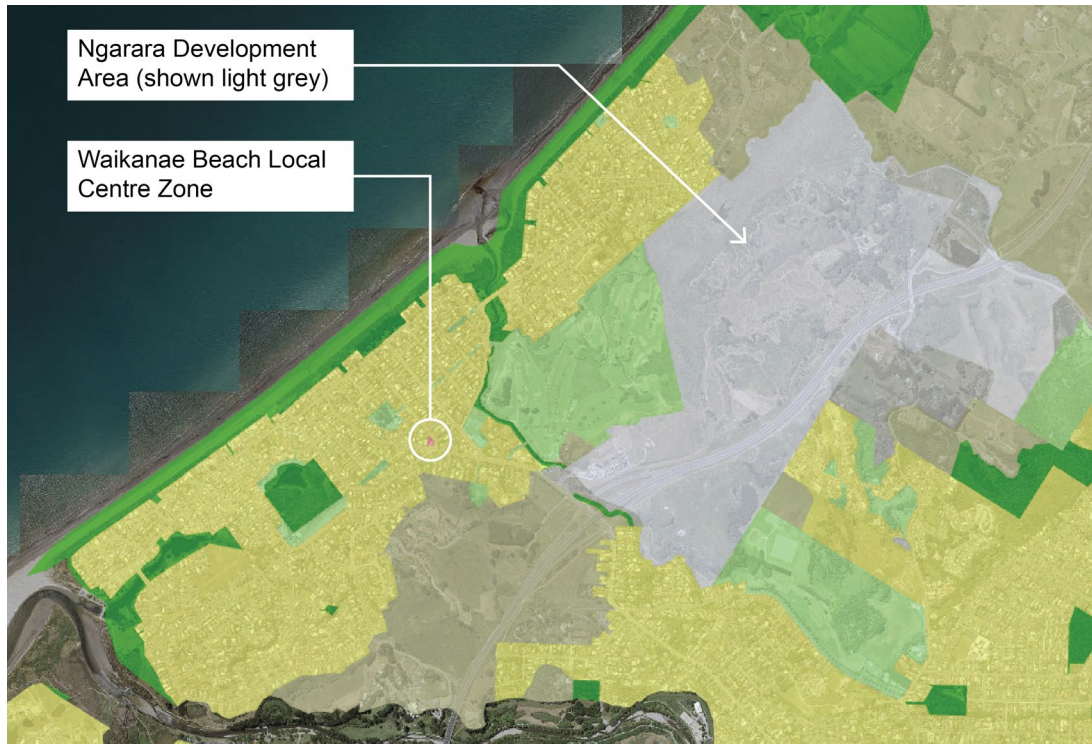 Ngarara Development
Area (shown light grey)
Waikanae Beach Local
Centre Zone